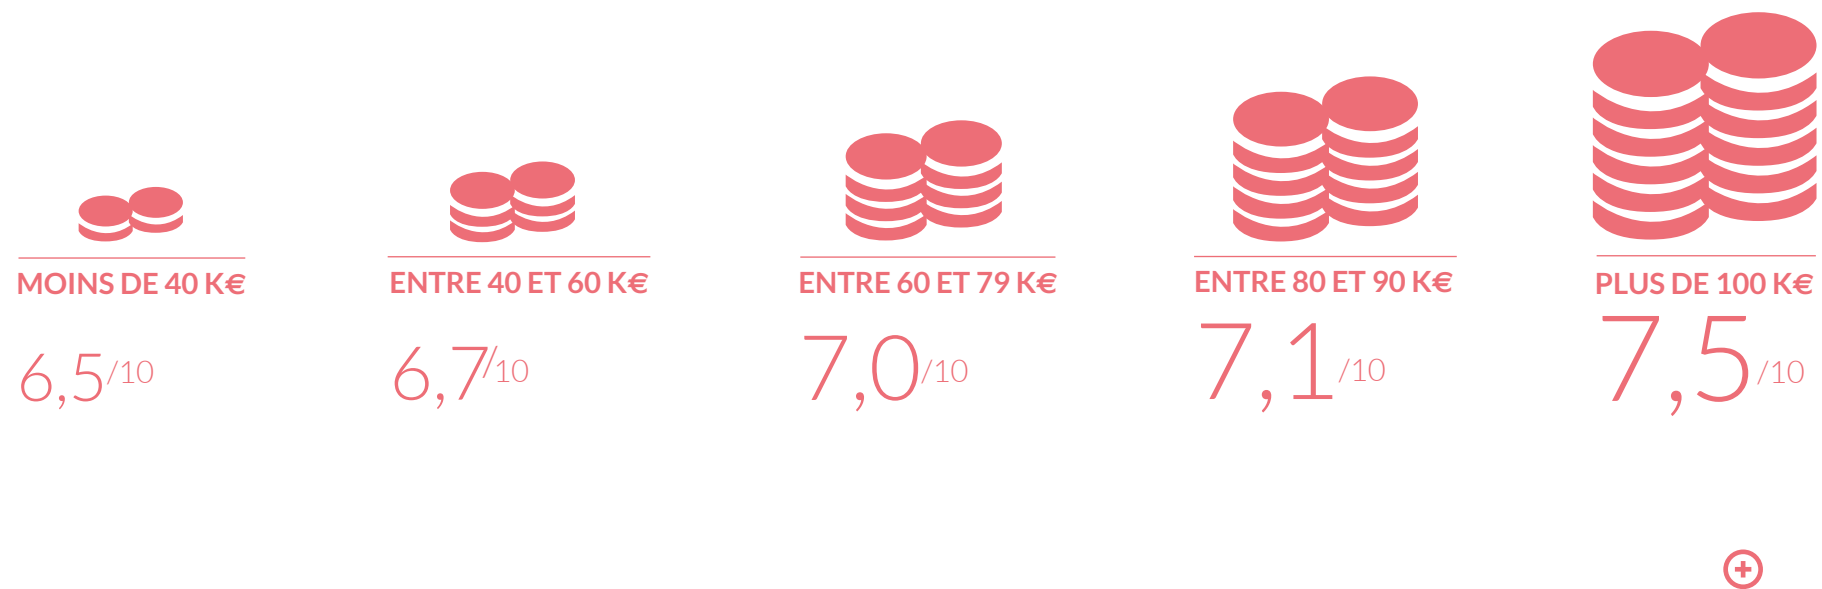 MOINS DE 40 K€
6,5/10
ENTRE 40 ET 60 K€
6,7/10
ENTRE 60 ET 79 K€
7,0/10
ENTRE 80 ET 90 K€
7,1/10
PLUS DE 100 K€
7,5/10